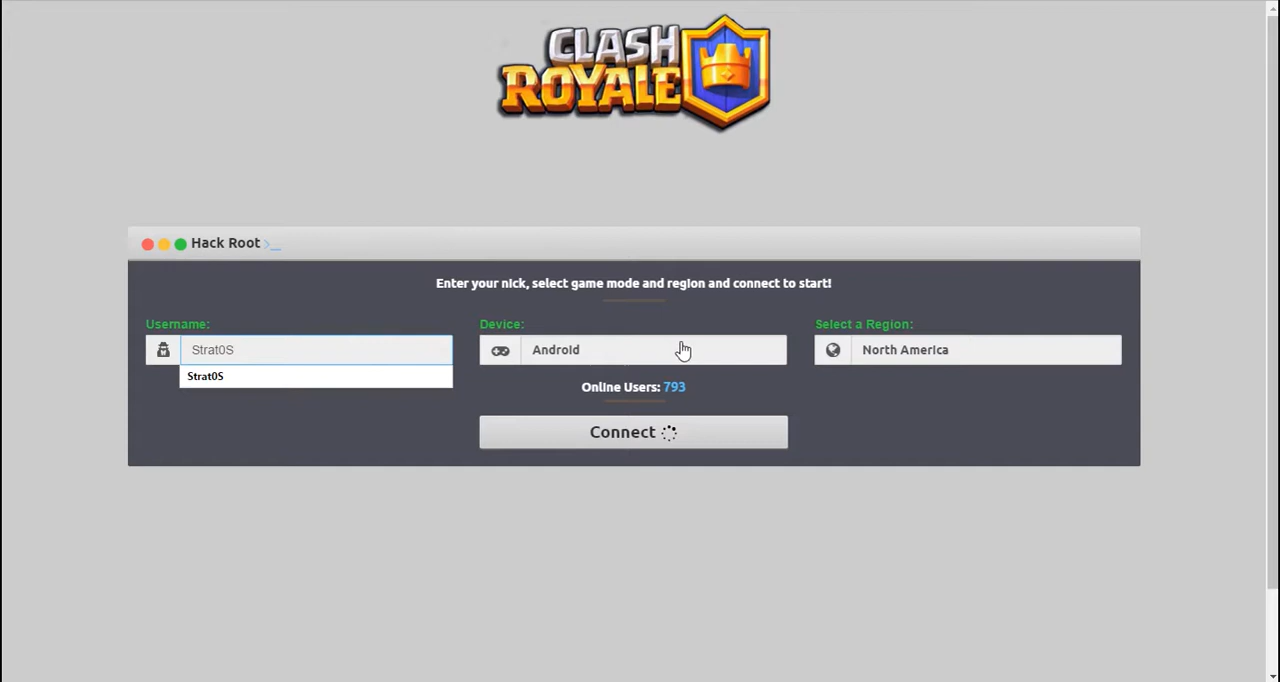 CLASH
ROYALE
Hack Root >_
Enter your nick, select game mode and region and connect to start!
Username:
Device:
Select a Region:
Strat0S
Android
North America
Strat0S
Online Users: 793
Connect